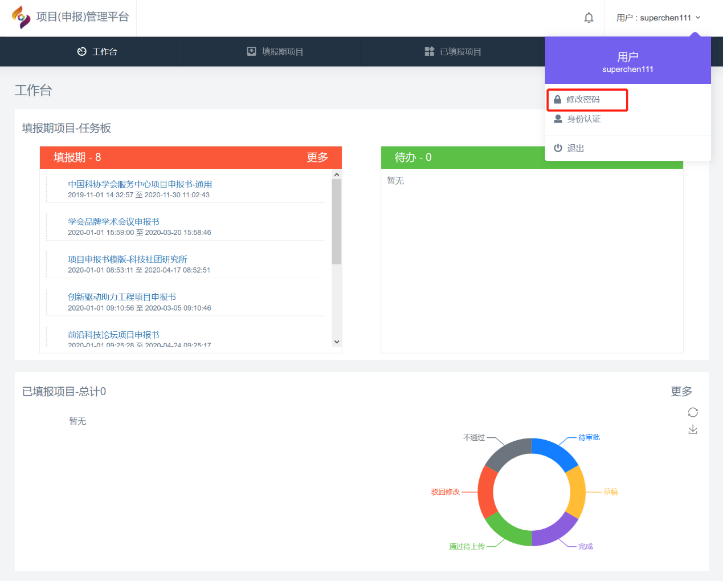 项目(申报)管理平台
用户 : superchen111
工作台
填报期项目
已填报项目
用户
superchen111
修改密码
身份认证
退出
工作台
填报期项目-任务板
填报期 - 8
更多
中国科协学会服务中心项目申报书-通用
2019-11-01 14:32:57 至 2020-11-30 11:02:43
学会品牌学术会议申报书
2020-01-01 15:59:00 至 2020-03-20 15:58:46
项目申报书模版-科技社团研究所
2020-01-01 08:53:11 至 2020-04-17 08:52:51
创新驱动助力工程项目申报书
2020-01-01 09:10:56 至 2020-03-05 09:10:46
前沿科技论坛项目申报书
2020-01-01 09:25:28 至 2020-04-24 09:25:17
待办 - 0
暂无
已填报项目-总计0
更多
暂无
不通过
待审批
驳回修改
草稿
通过待上传
完成